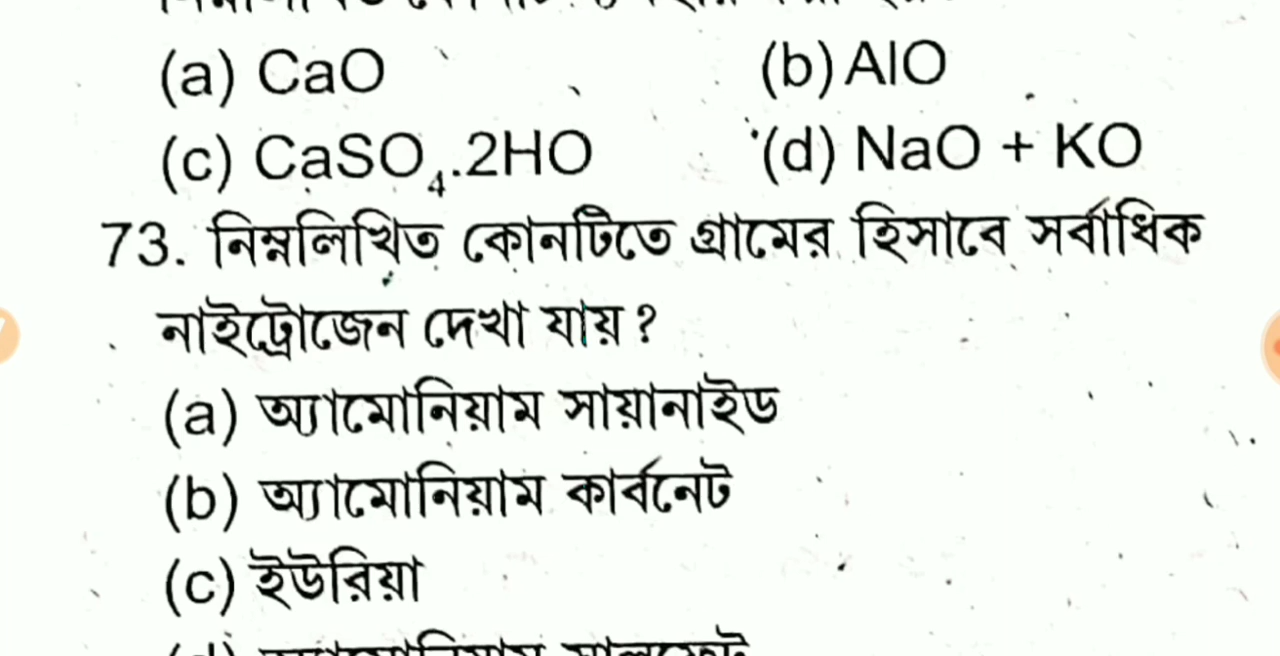 (a) CaO (b) AlO
(c) CaSO₄.2HO (d) NaO + KO
73. নিম্নলিখিত কোনটিতে গ্রামের হিসাবে সর্বাধিক
নাইট্রোজেন দেখা যায় ?
(a) অ্যামোনিয়াম সায়ানাইড
(b) অ্যামোনিয়াম কার্বনেট
(c) ইউরিয়া